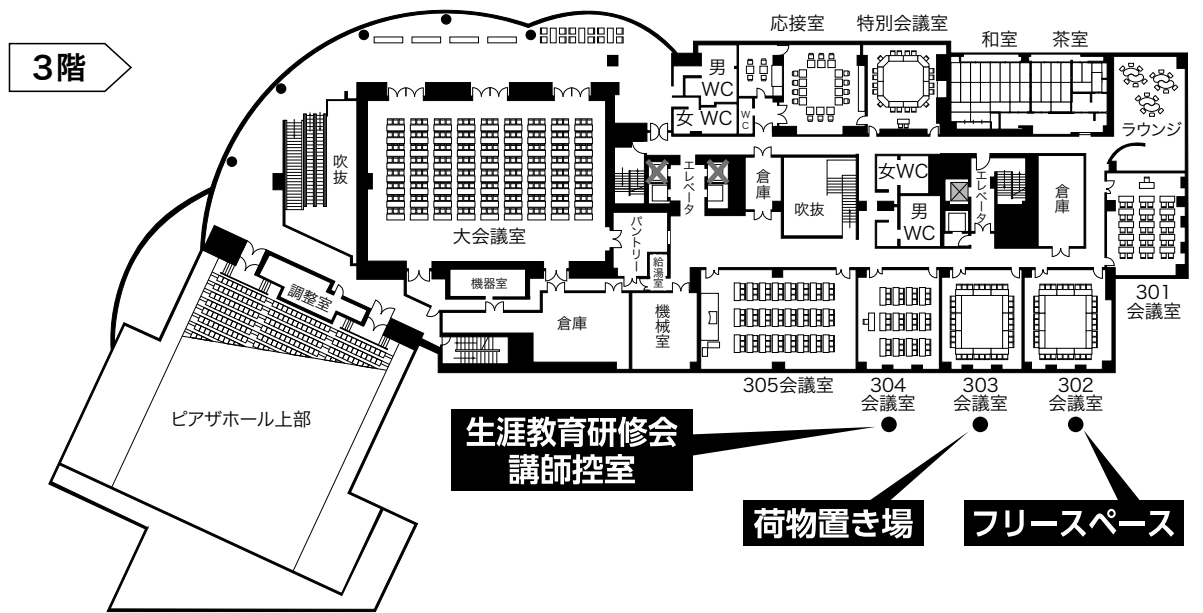 3階
応接室
特別会議室
和室
茶室
男
WC
女 WC
WC
ラウンジ
吹抜
大会議室
エレベータ
倉庫
吹抜
女WC
男
WC
エレベータ
倉庫
パントリー
給湯室
機器室
調整室
倉庫
機械室
301
会議室
305会議室
304
会議室
303
会議室
302
会議室
ピアザホール上部
生涯教育研修会
講師控室
荷物置き場
フリースペース